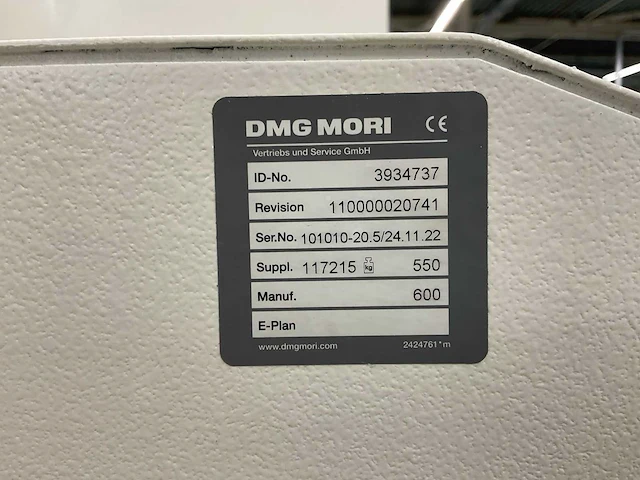 DMG MORI CE
Vertriebs und Service GmbH
ID-No. 3934737
Revision 110000020741
Ser.No. 101010-20.5/24.11.22
Suppl. 117215 kg 550
Manuf. 600
E-Plan
www.dmgmori.com 2424761*m